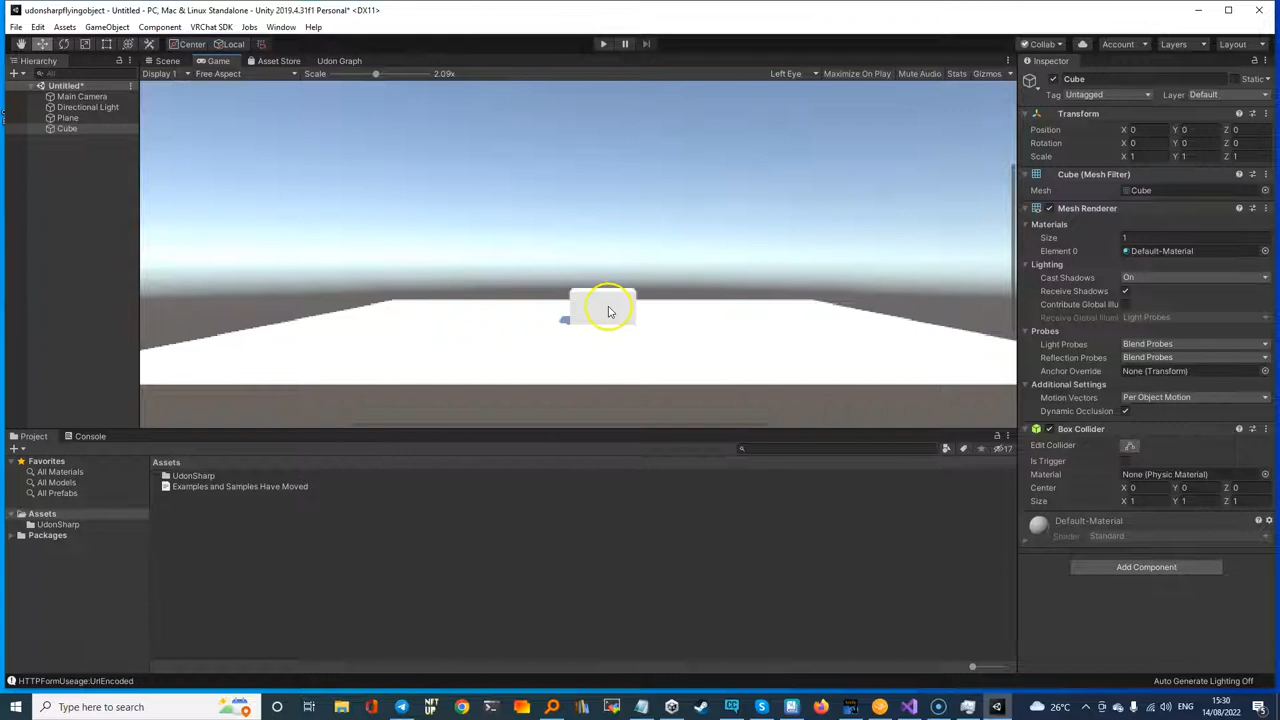 udonsharpflyingobject - Untitled - PC, Mac & Linux Standalone - Unity 2019.4.31f1 Personal* <DX11>
File Edit Assets GameObject Component VRChat SDK Jobs Window Help
Center Local Collab Account Layers Layout
Hierarchy Scene Game Asset Store Udon Graph Inspector
All Display 1 Free Aspect Scale 2.09x Left Eye Maximize On Play Mute Audio Stats Gizmos Cube Static
Untitled* Tag Untagged Layer Default
Main Camera
Directional Light
Plane
Cube
Transform
Position X 0 Y 0 Z 0
Rotation X 0 Y 0 Z 0
Scale X 1 Y 1 Z 1
Cube (Mesh Filter)
Mesh Cube
Mesh Renderer
Materials
Size 1
Element 0 Default-Material
Lighting
Cast Shadows On
Receive Shadows
Contribute Global Illu
Receive Global Illumi Light Probes
Probes
Light Probes Blend Probes
Reflection Probes Blend Probes
Anchor Override None (Transform)
Additional Settings
Motion Vectors Per Object Motion
Dynamic Occlusion
Box Collider
Edit Collider
Is Trigger
Material None (Physic Material)
Center X 0 Y 0 Z 0
Size X 1 Y 1 Z 1
Default-Material
Shader Standard
Add Component
Project Console
17
Favorites Assets
All Materials UdonSharp
All Models Examples and Samples Have Moved
All Prefabs
Assets
UdonSharp
Packages
HTTPFormUseage:UrlEncoded Auto Generate Lighting Off
Type here to search NFT UP CC 26°C ENG 15:30
14/08/2022